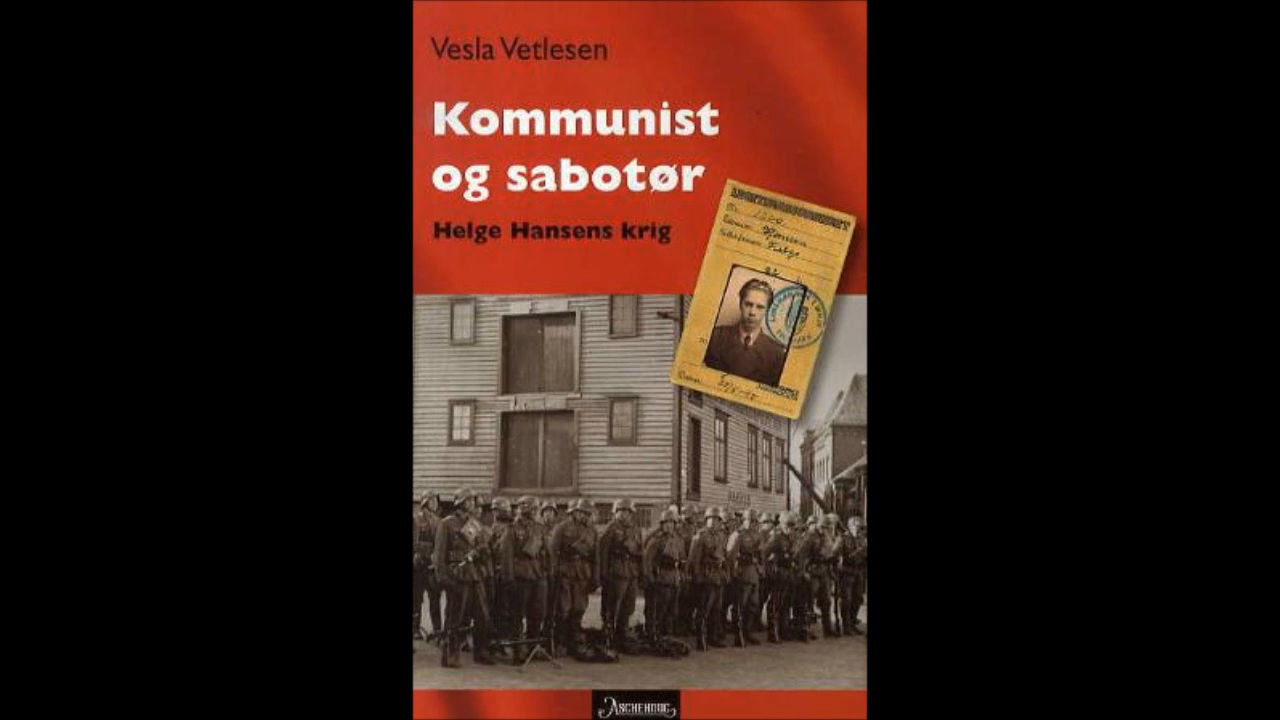 Vesla Vetlesen
Kommunist
og sabotør
Helge Hansens krig
ASCHEHOUG